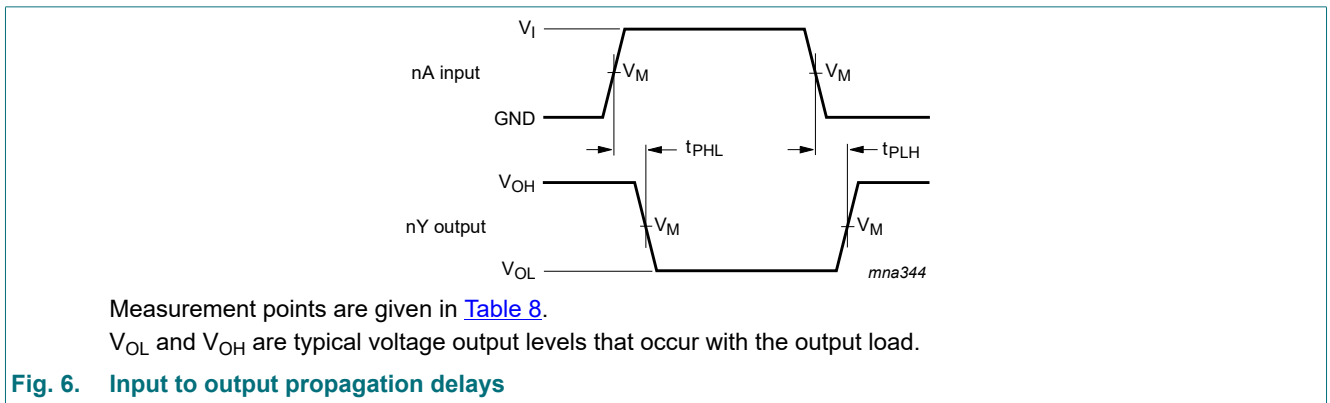 V_I
nA input
V_M
V_M
GND
t_PHL
t_PLH
V_OH
nY output
V_M
V_M
V_OL
mna344
Measurement points are given in Table 8.
V_OL and V_OH are typical voltage output levels that occur with the output load.
Fig. 6. Input to output propagation delays